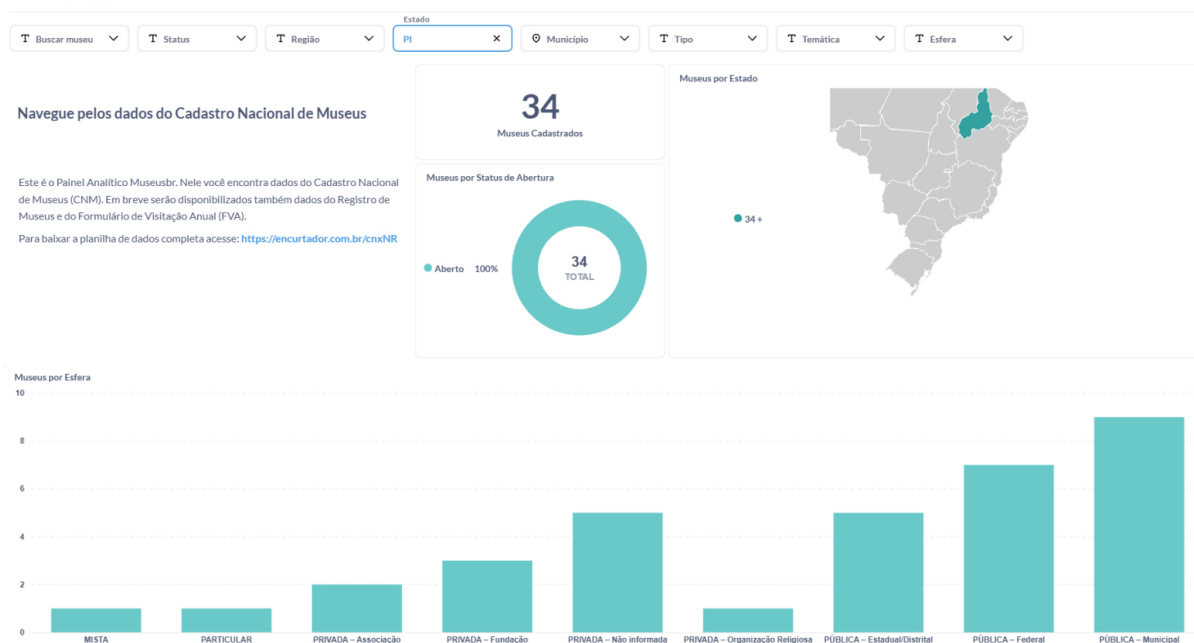 Estado
T Buscar museu
T Status
T Região
PI
Município
T Tipo
T Temática
T Esfera
Navegue pelos dados do Cadastro Nacional de Museus
Este é o Painel Analítico Museusbr. Nele você encontra dados do Cadastro Nacional
de Museus (CNM). Em breve serão disponibilizados também dados do Registro de
Museus e do Formulário de Visitação Anual (FVA).
Para baixar a planilha de dados completa acesse: https://encurtador.com.br/cnxNR
34
Museus Cadastrados
Museus por Status de Abertura
Aberto 100%
34
TOTAL
Museus por Estado
34 +
Museus por Esfera
10
8
6
4
2
0
MISTA
PARTICULAR
PRIVADA – Associação
PRIVADA – Fundação
PRIVADA – Não informada
PRIVADA – Organização Religiosa
PÚBLICA – Estadual/Distrital
PÚBLICA – Federal
PÚBLICA – Municipal